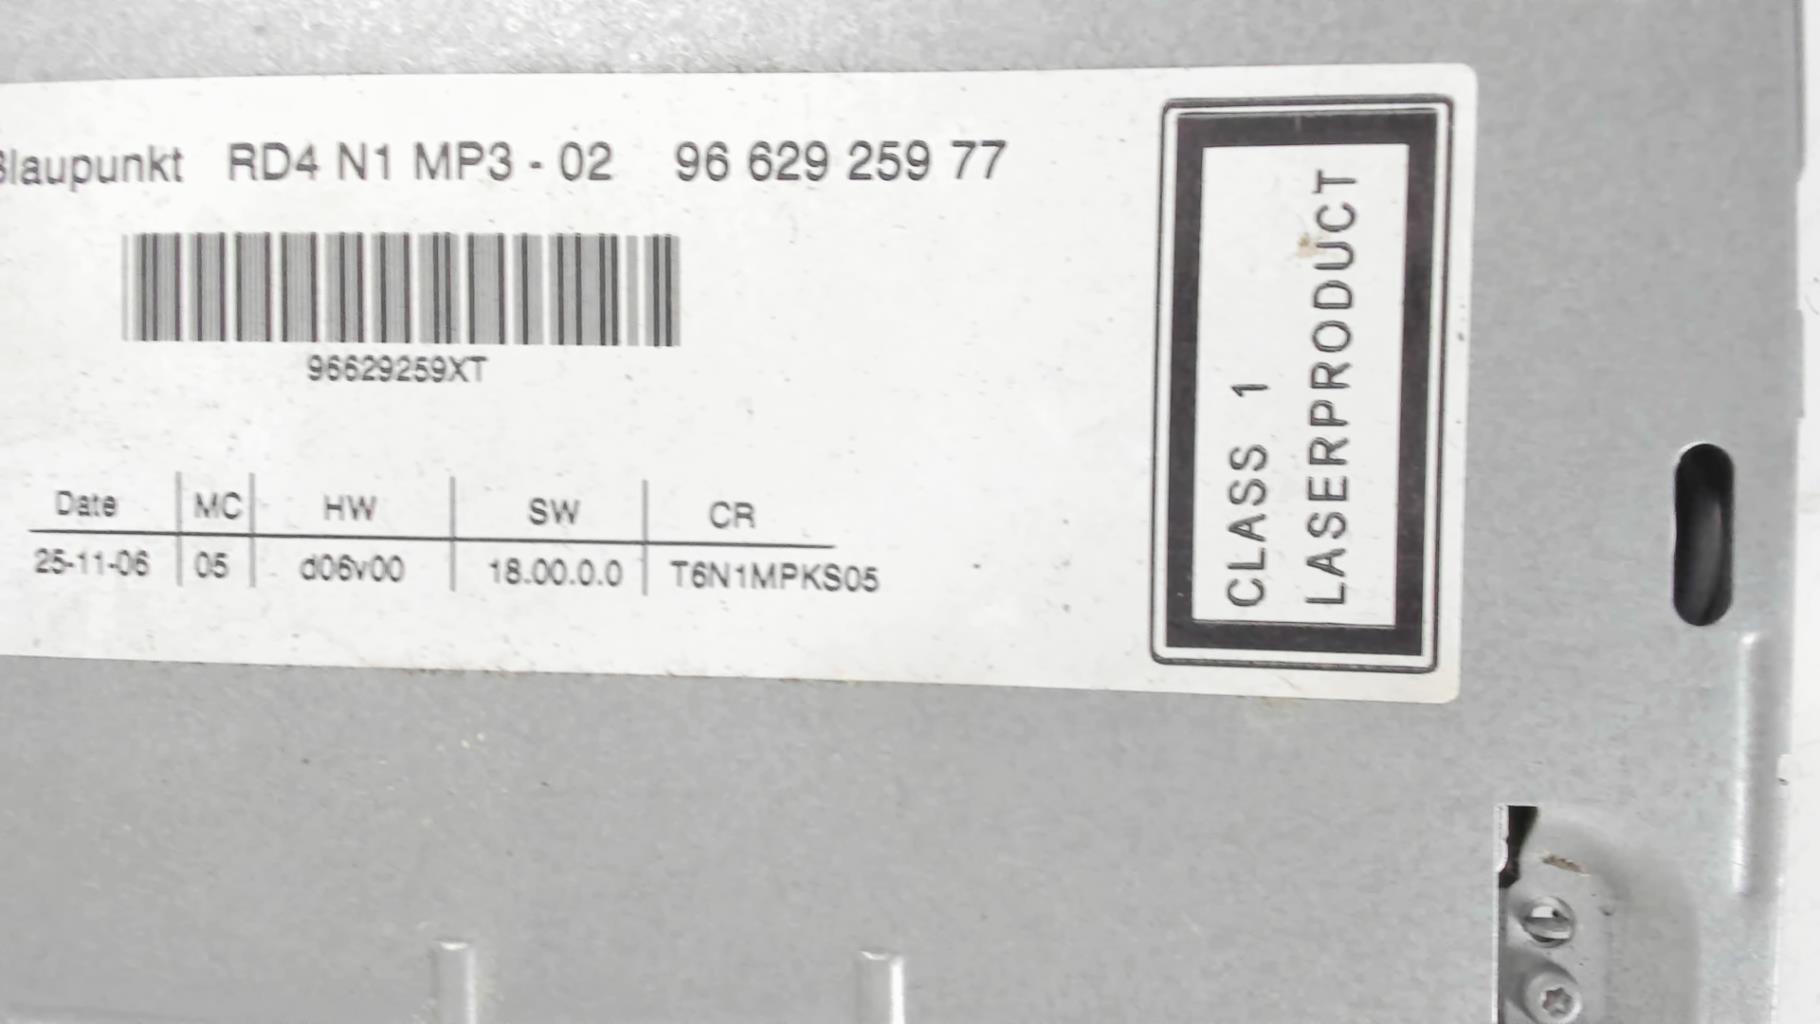 Blaupunkt RD4 N1 MP3 - 02 96 629 259 77
96629259XT
Date MC HW SW CR
25-11-06 05 d06v00 18.00.0.0 T6N1MPKS05
CLASS 1
LASERPRODUCT